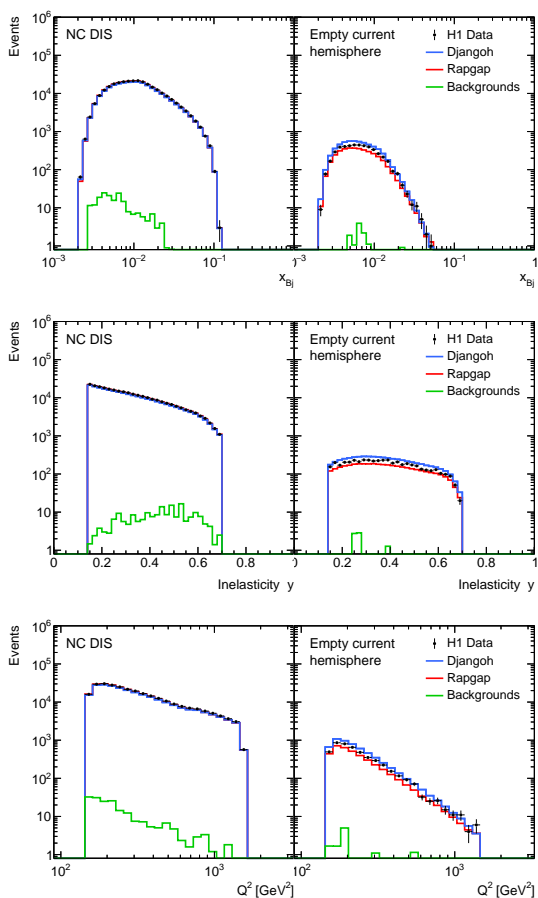 Events
10⁶
10⁵
10⁴
10³
10²
10
1
NC DIS
Empty current
hemisphere
H1 Data
Djangoh
Rapgap
Backgrounds
10⁻³ 10⁻² 10⁻¹ 10⁻³ 10⁻² 10⁻¹ 1
x_Bj x_Bj
Events
10⁶
10⁵
10⁴
10³
10²
10
1
NC DIS
Empty current
hemisphere
H1 Data
Djangoh
Rapgap
Backgrounds
0 0.2 0.4 0.6 0.8 0 0.2 0.4 0.6 0.8 1
Inelasticity y Inelasticity y
Events
10⁶
10⁵
10⁴
10³
10²
10
1
NC DIS
Empty current
hemisphere
H1 Data
Djangoh
Rapgap
Backgrounds
10² 10³ 10² 10³
Q² [GeV²] Q² [GeV²]